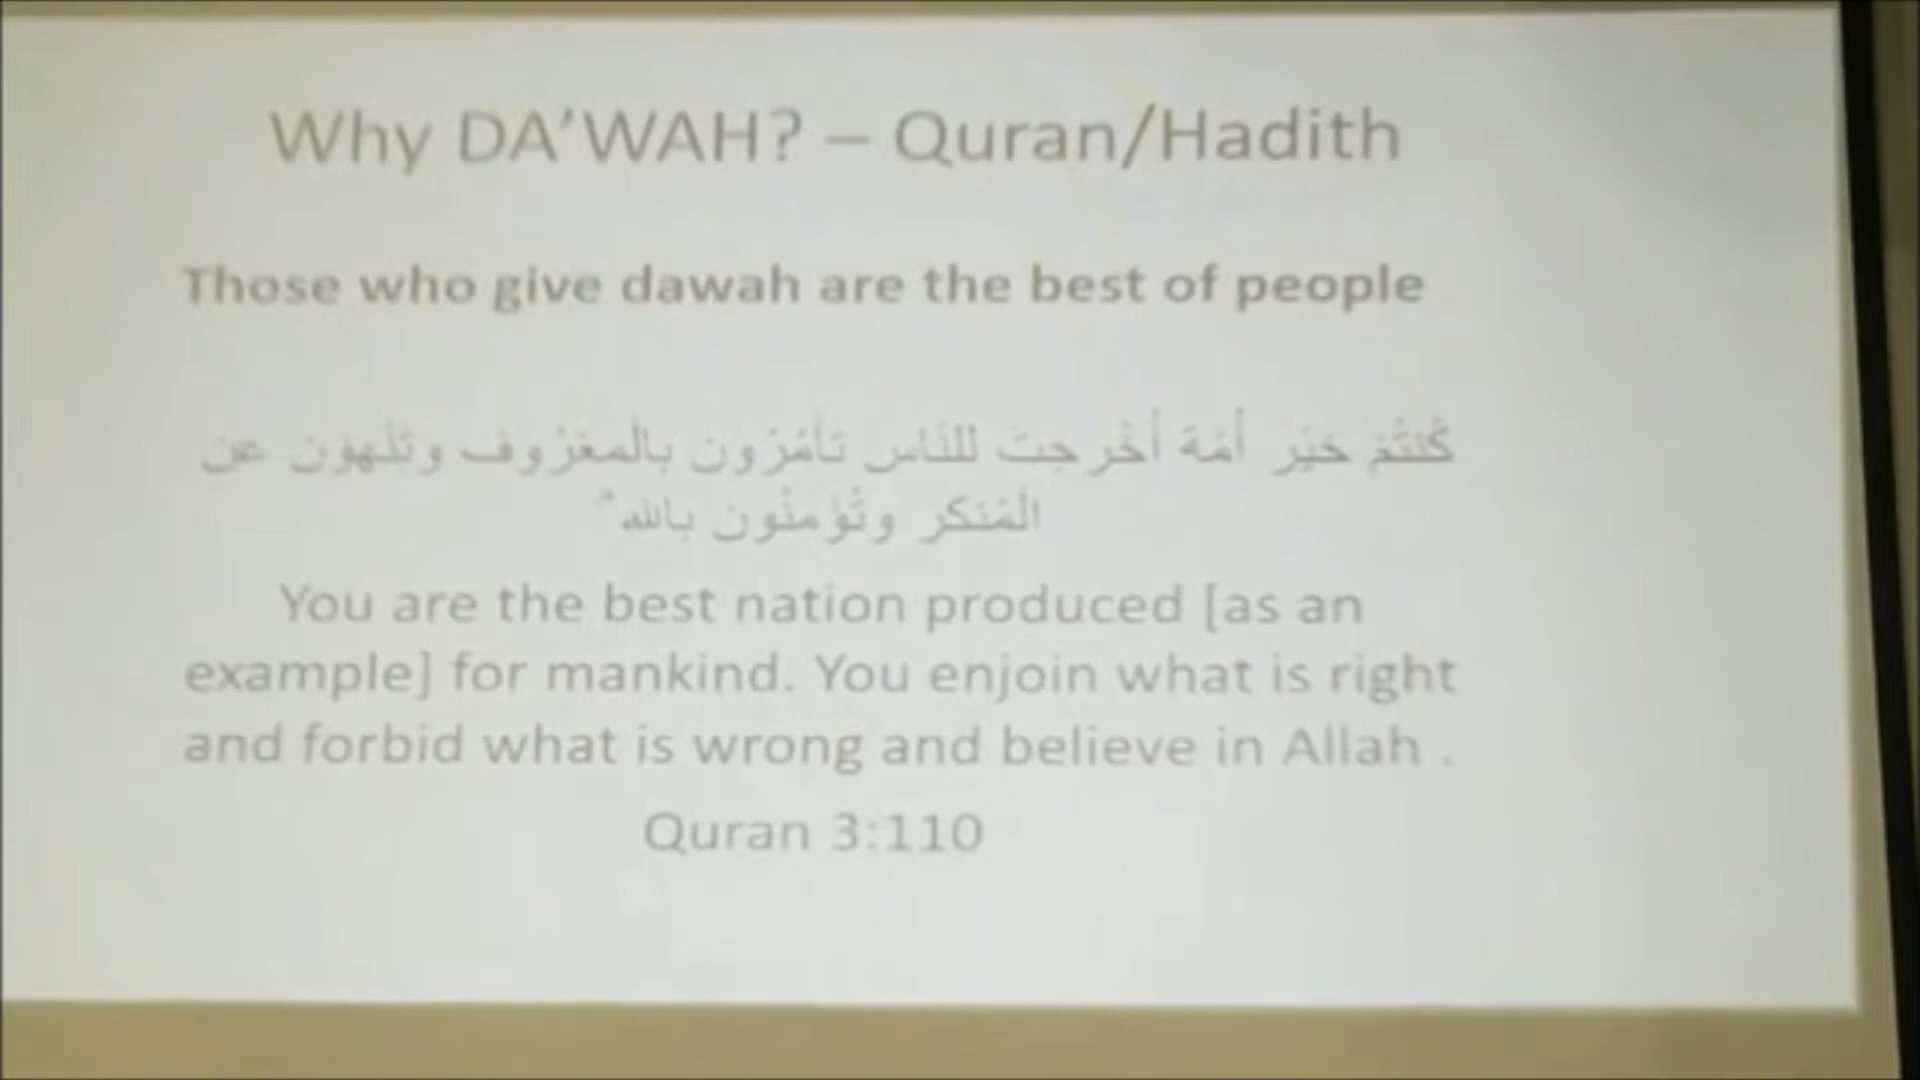 Why DA'WAH? – Quran/Hadith
Those who give dawah are the best of people
كُنتُمْ خَيْرَ أُمَّةٍ أُخْرِجَتْ لِلنَّاسِ تَأْمُرُونَ بِالْمَعْرُوفِ وَتَنْهَوْنَ عَنِ
الْمُنكَرِ وَتُؤْمِنُونَ بِاللَّهِ ۗ
You are the best nation produced [as an
example] for mankind. You enjoin what is right
and forbid what is wrong and believe in Allah .
Quran 3:110